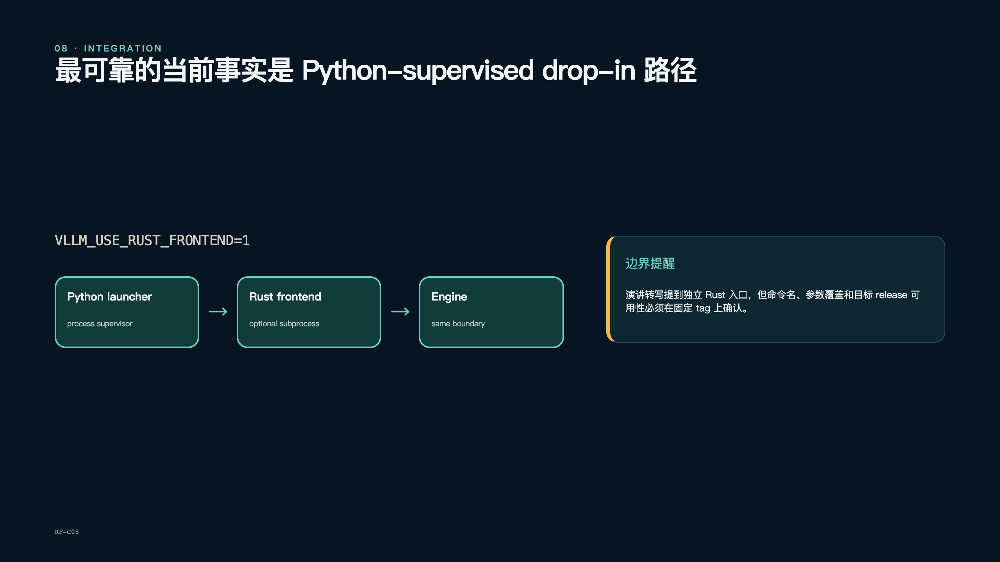 08 · INTEGRATION
最可靠的当前事实是 Python-supervised drop-in 路径
VLLM_USE_RUST_FRONTEND=1
Python launcher
process supervisor
→
Rust frontend
optional subprocess
→
Engine
same boundary
边界提醒
演讲转写提到独立 Rust 入口，但命令名、参数覆盖和目标 release 可
用性必须在固定 tag 上确认。
RF-C05